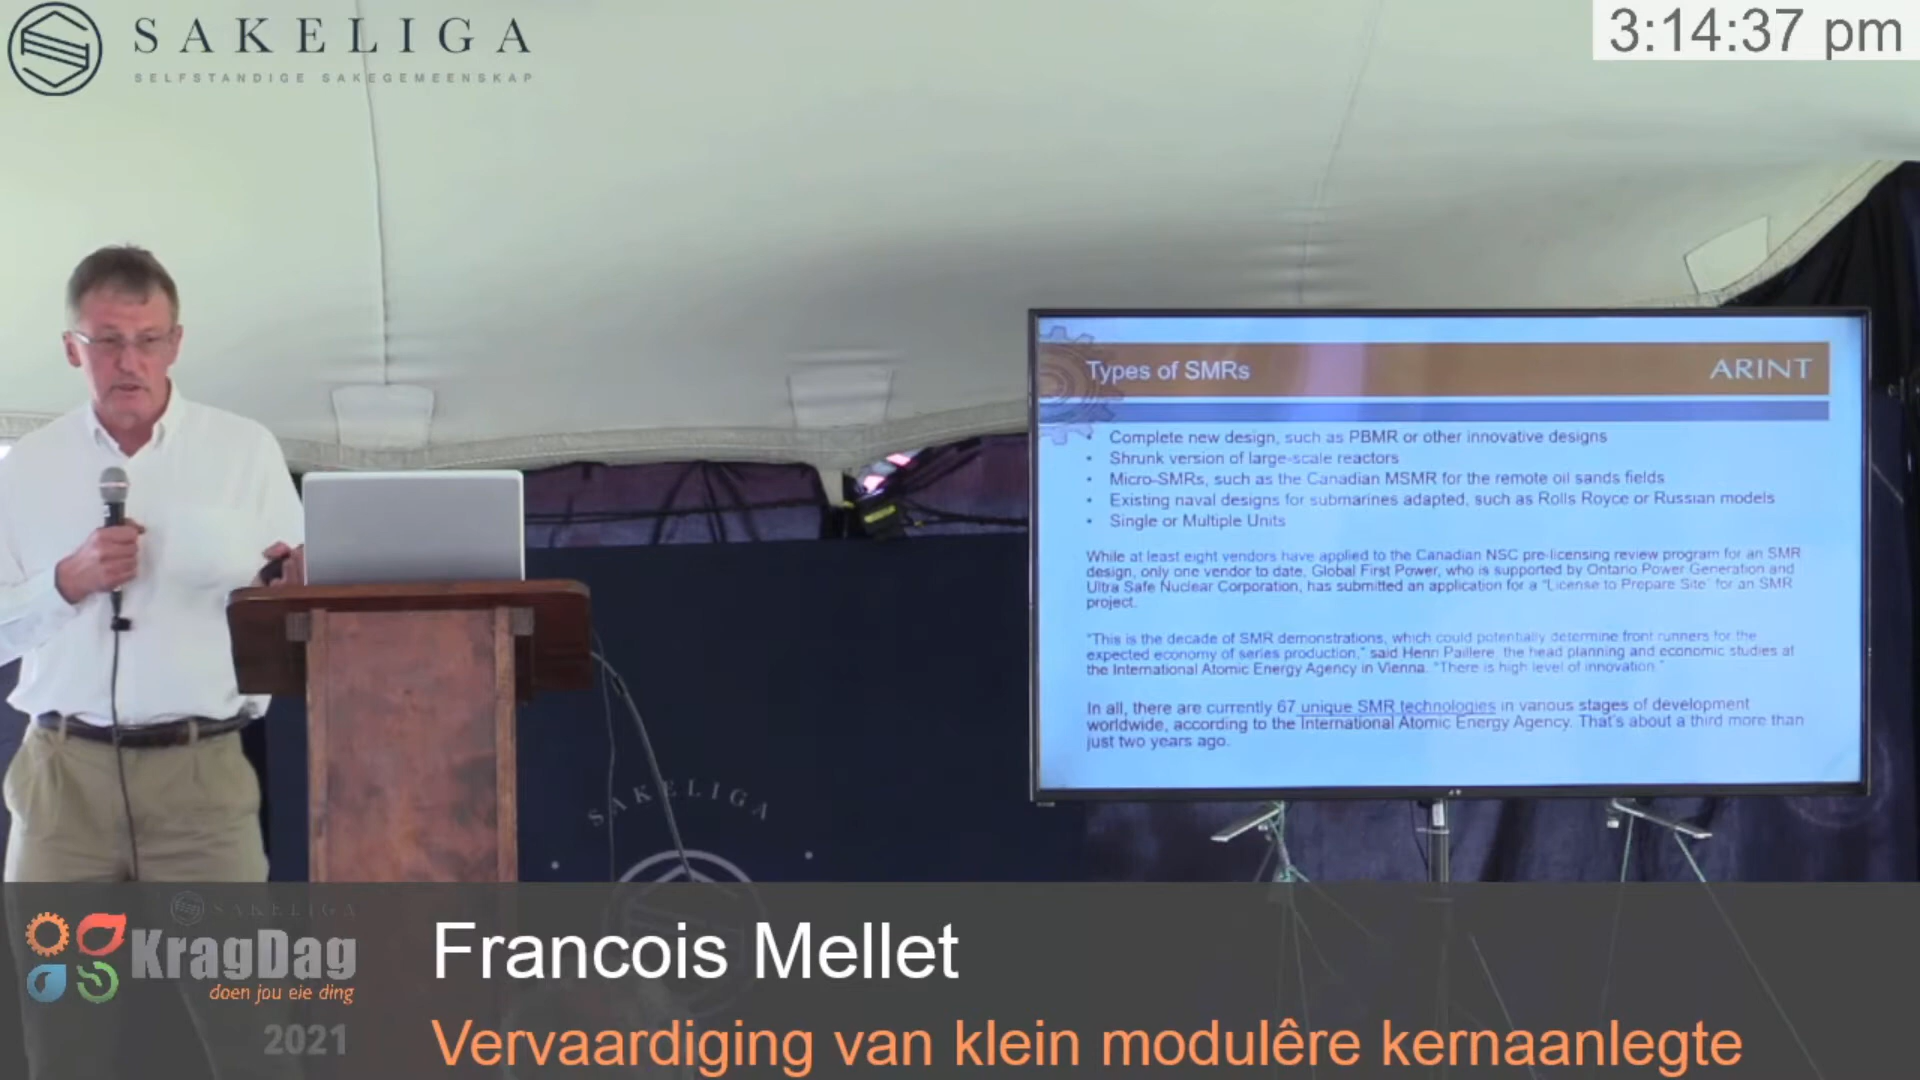 SAKELIGA
SELFSTANDIGE SAKEGEMEENSKAP
3:14:37 pm
Types of SMRs
ARINT
• Complete new design, such as PBMR or other innovative designs
• Shrunk version of large-scale reactors
• Micro-SMRs, such as the Canadian MSMR for the remote oil sands fields
• Existing naval designs for submarines adapted, such as Rolls Royce or Russian models
• Single or Multiple Units
While at least eight vendors have applied to the Canadian NSC pre-licensing review program for an SMR
design, only one vendor to date, Global First Power, who is supported by Ontario Power Generation and
Ultra Safe Nuclear Corporation, has submitted an application for a "License to Prepare Site" for an SMR
project.
"This is the decade of SMR demonstrations, which could potentially determine front runners for the
expected economy of series production," said Henri Paillere, the head planning and economic studies at
the International Atomic Energy Agency in Vienna. "There is high level of innovation."
In all, there are currently 67 unique SMR technologies in various stages of development
worldwide, according to the International Atomic Energy Agency. That's about a third more than
just two years ago.
SAKELIGA
SAKELIGA
KragDag
doen jou eie ding
2021
Francois Mellet
Vervaardiging van klein modulêre kernaanlegte